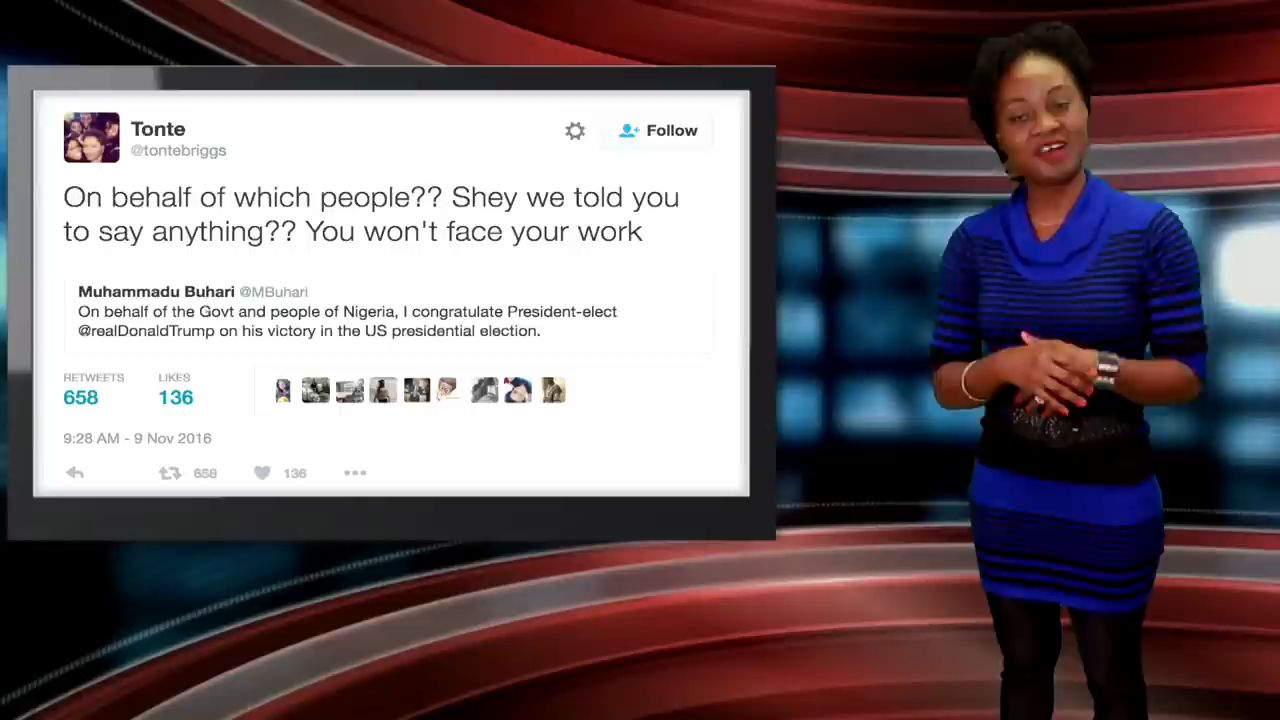 Tonte
@tontebriggs
Follow
On behalf of which people?? Shey we told you
to say anything?? You won't face your work
Muhammadu Buhari @MBuhari
On behalf of the Govt and people of Nigeria, I congratulate President-elect
@realDonaldTrump on his victory in the US presidential election.
RETWEETS LIKES
658 136
9:28 AM - 9 Nov 2016
658 136